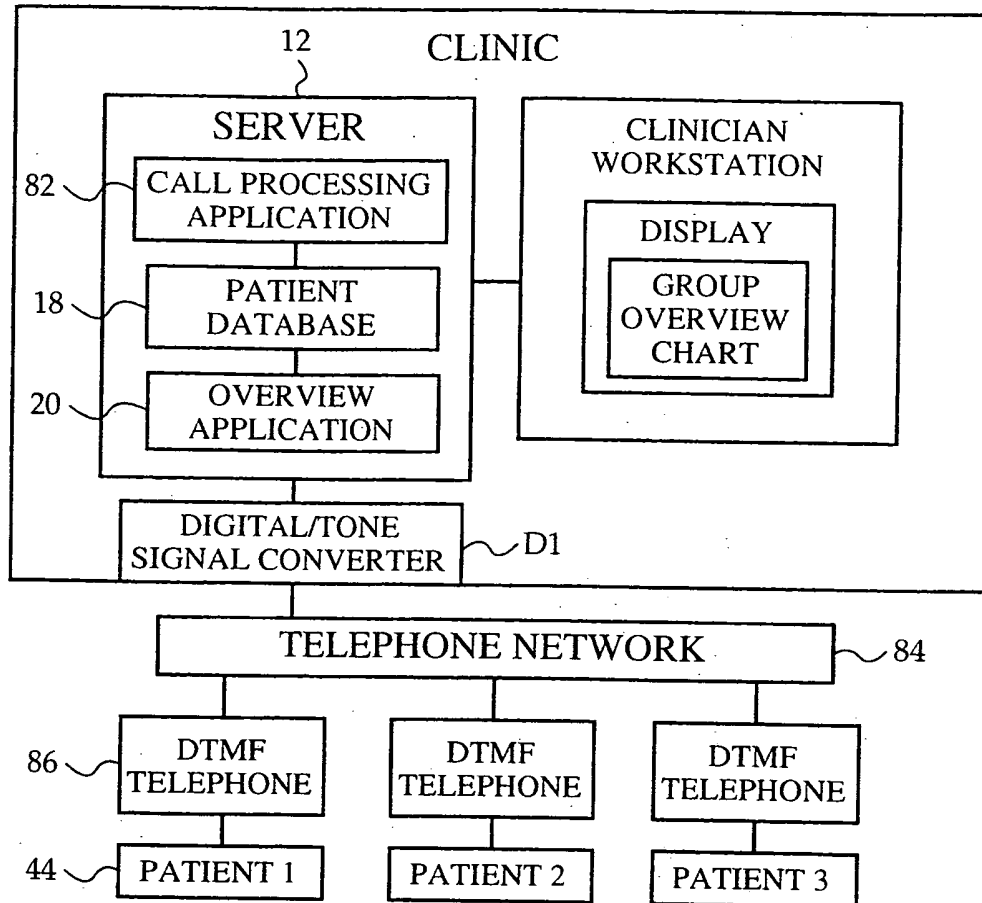 CLINIC
12
SERVER
82
CALL PROCESSING
APPLICATION
18
PATIENT
DATABASE
20
OVERVIEW
APPLICATION
CLINICIAN
WORKSTATION
DISPLAY
GROUP
OVERVIEW
CHART
DIGITAL/TONE
SIGNAL CONVERTER
D1
TELEPHONE NETWORK
84
86
DTMF
TELEPHONE
DTMF
TELEPHONE
DTMF
TELEPHONE
44
PATIENT 1
PATIENT 2
PATIENT 3